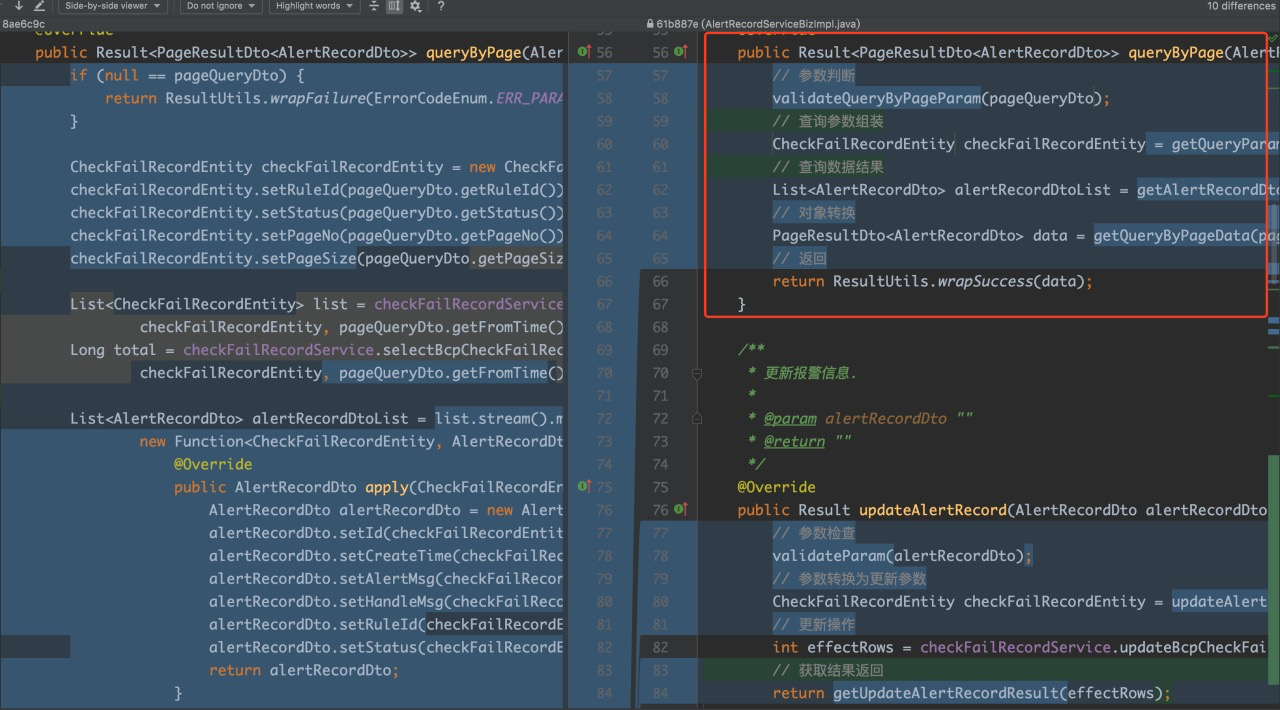 Side-by-side viewer Do not ignore Highlight words ? 10 differences
8ae6c9c 61b887e (AlertRecordServiceBizImpl.java)
public Result<PageResultDto<AlertRecordDto>> queryByPage(Aler
if (null == pageQueryDto) {
return ResultUtils.wrapFailure(ErrorCodeEnum.ERR_PARA
}
CheckFailRecordEntity checkFailRecordEntity = new CheckFa
checkFailRecordEntity.setRuleId(pageQueryDto.getRuleId())
checkFailRecordEntity.setStatus(pageQueryDto.getStatus())
checkFailRecordEntity.setPageNo(pageQueryDto.getPageNo())
checkFailRecordEntity.setPageSize(pageQueryDto.getPageSiz
List<CheckFailRecordEntity> list = checkFailRecordService
checkFailRecordEntity, pageQueryDto.getFromTime()
Long total = checkFailRecordService.selectBcpCheckFailRec
checkFailRecordEntity, pageQueryDto.getFromTime()
List<AlertRecordDto> alertRecordDtoList = list.stream().m
new Function<CheckFailRecordEntity, AlertRecordDt
@Override
public AlertRecordDto apply(CheckFailRecordEn
AlertRecordDto alertRecordDto = new Alert
alertRecordDto.setId(checkFailRecordEntit
alertRecordDto.setCreateTime(checkFailRec
alertRecordDto.setAlertMsg(checkFailRecor
alertRecordDto.setHandleMsg(checkFailReco
alertRecordDto.setRuleId(checkFailRecordE
alertRecordDto.setStatus(checkFailRecordE
return alertRecordDto;
}
56 56 public Result<PageResultDto<AlertRecordDto>> queryByPage(AlertR
57 57 // 参数判断
58 58 validateQueryByPageParam(pageQueryDto);
59 59 // 查询参数组装
60 60 CheckFailRecordEntity checkFailRecordEntity = getQueryParam
61 61 // 查询数据结果
62 62 List<AlertRecordDto> alertRecordDtoList = getAlertRecordDto
63 63 // 对象转换
64 64 PageResultDto<AlertRecordDto> data = getQueryByPageData(pag
65 65 // 返回
66 66 return ResultUtils.wrapSuccess(data);
67 67 }
68 68
69 69 /**
70 70 * 更新报警信息.
71 71 *
72 72 * @param alertRecordDto ""
73 73 * @return ""
74 74 */
75 75 @Override
76 76 public Result updateAlertRecord(AlertRecordDto alertRecordDto
77 77 // 参数检查
78 78 validateParam(alertRecordDto);
79 79 // 参数转换为更新参数
80 80 CheckFailRecordEntity checkFailRecordEntity = updateAlert
81 81 // 更新操作
82 82 int effectRows = checkFailRecordService.updateBcpCheckFai
83 83 // 获取结果返回
84 84 return getUpdateAlertRecordResult(effectRows);